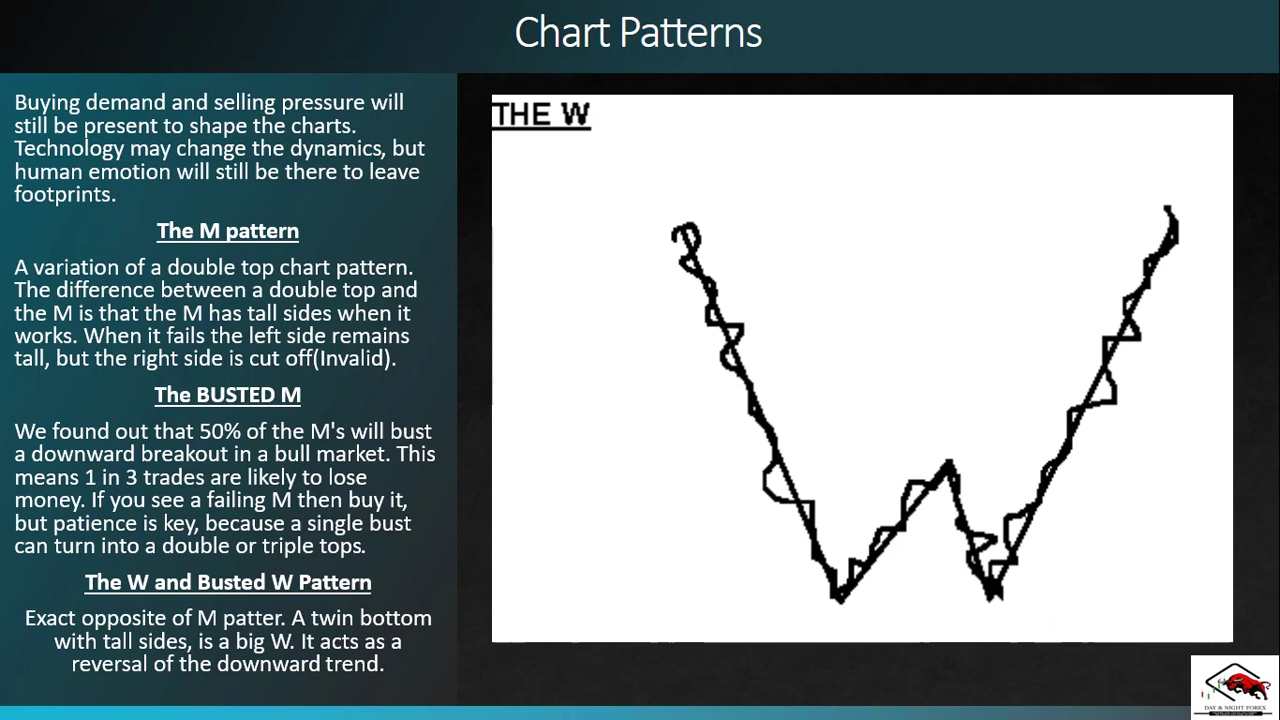 Chart Patterns
Buying demand and selling pressure will
still be present to shape the charts.
Technology may change the dynamics, but
human emotion will still be there to leave
footprints.
The M pattern
A variation of a double top chart pattern.
The difference between a double top and
the M is that the M has tall sides when it
works. When it fails the left side remains
tall, but the right side is cut off(Invalid).
The BUSTED M
We found out that 50% of the M's will bust
a downward breakout in a bull market. This
means 1 in 3 trades are likely to lose
money. If you see a failing M then buy it,
but patience is key, because a single bust
can turn into a double or triple tops.
The W and Busted W Pattern
Exact opposite of M patter. A twin bottom
with tall sides, is a big W. It acts as a
reversal of the downward trend.
THE W
DAY & NIGHT FOREX